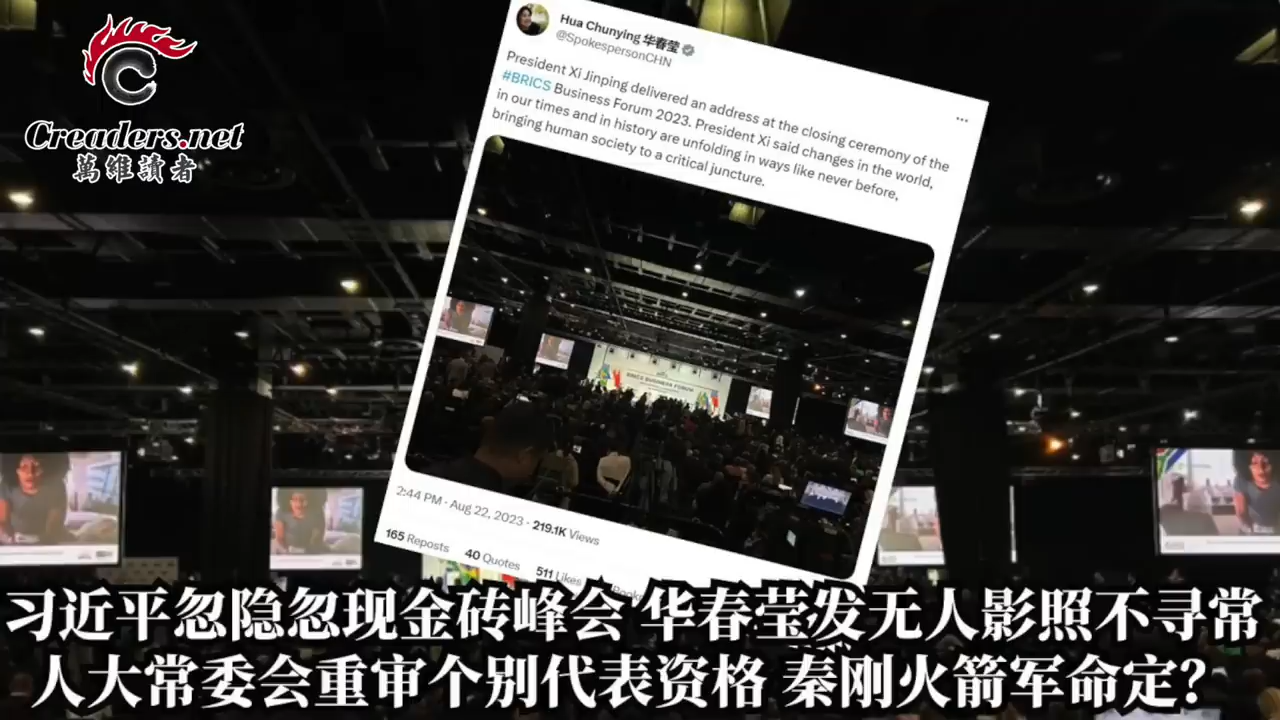 Creaders.net
萬維讀者
Hua Chunying 华春莹
@SpokespersonCHN
President Xi Jinping delivered an address at the closing ceremony of the
#BRICS Business Forum 2023. President Xi said changes in the world,
in our times and in history are unfolding in ways like never before,
bringing human society to a critical juncture.
BRICS BUSINESS FORUM
2:44 PM · Aug 22, 2023 · 219.1K Views
165 Reposts 40 Quotes 511 Likes
习近平忽隐忽现金砖峰会 华春莹发无人影照不寻常
人大常委会重审个别代表资格 秦刚火箭军命定?